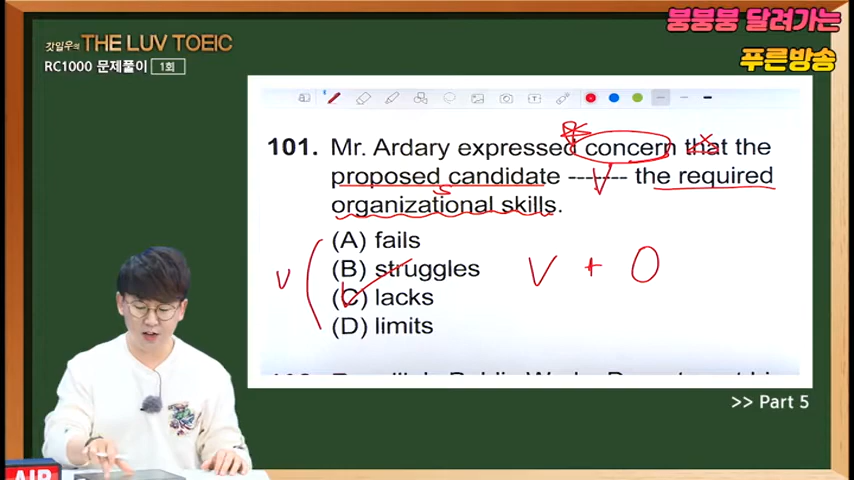 붕붕붕 달려가는
푸른방송
갓일우의 THE LUV TOEIC
RC1000 문제풀이 1회
101. Mr. Ardary expressed concern that the
proposed candidate ------- the required
organizational skills.
S
V
(A) fails
(B) struggles
(C) lacks
(D) limits
V
V + O
>> Part 5
AIR